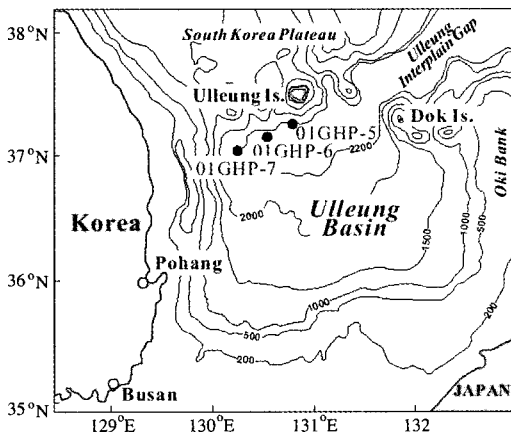 38°N
South Korea Plateau
Ulleung
Interplain Gap
Ulleung Is.
Dok Is.
01GHP-5
01GHP-6
01GHP-7
37°N
2200
Oki Bank
2000
Ulleung
Basin
Korea
1500
1000
500
Pohang
36°N
1000
500
200
200
Busan
JAPAN
35°N
129°E
130°E
131°E
132